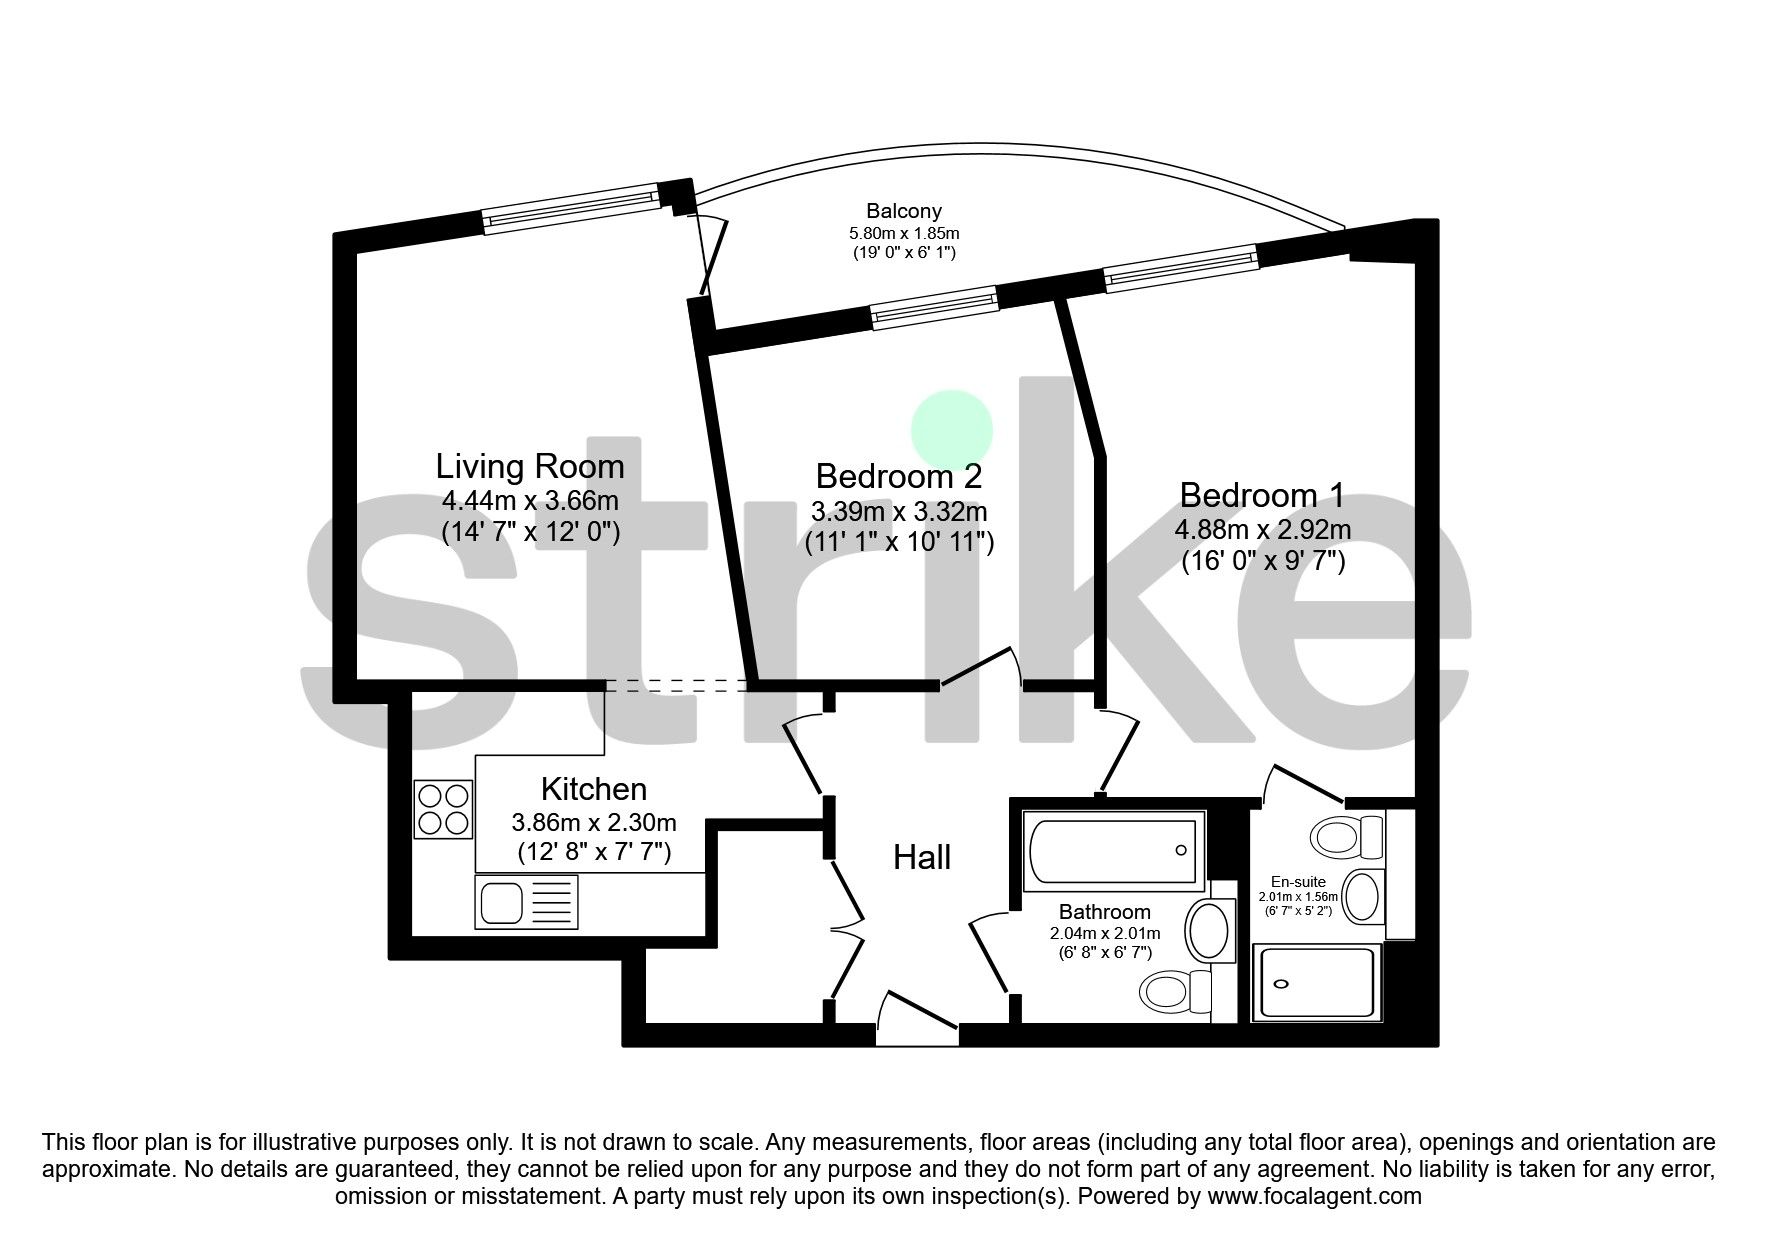 Balcony
5.80m x 1.85m
(19' 0" x 6' 1")
Living Room
4.44m x 3.66m
(14' 7" x 12' 0")
Bedroom 2
3.39m x 3.32m
(11' 1" x 10' 11")
Bedroom 1
4.88m x 2.92m
(16' 0" x 9' 7")
strike
Kitchen
3.86m x 2.30m
(12' 8" x 7' 7")
Hall
Bathroom
2.04m x 2.01m
(6' 8" x 6' 7")
En-suite
2.01m x 1.56m
(6' 7" x 5' 2")
This floor plan is for illustrative purposes only. It is not drawn to scale. Any measurements, floor areas (including any total floor area), openings and orientation are
approximate. No details are guaranteed, they cannot be relied upon for any purpose and they do not form part of any agreement. No liability is taken for any error,
omission or misstatement. A party must rely upon its own inspection(s). Powered by www.focalagent.com